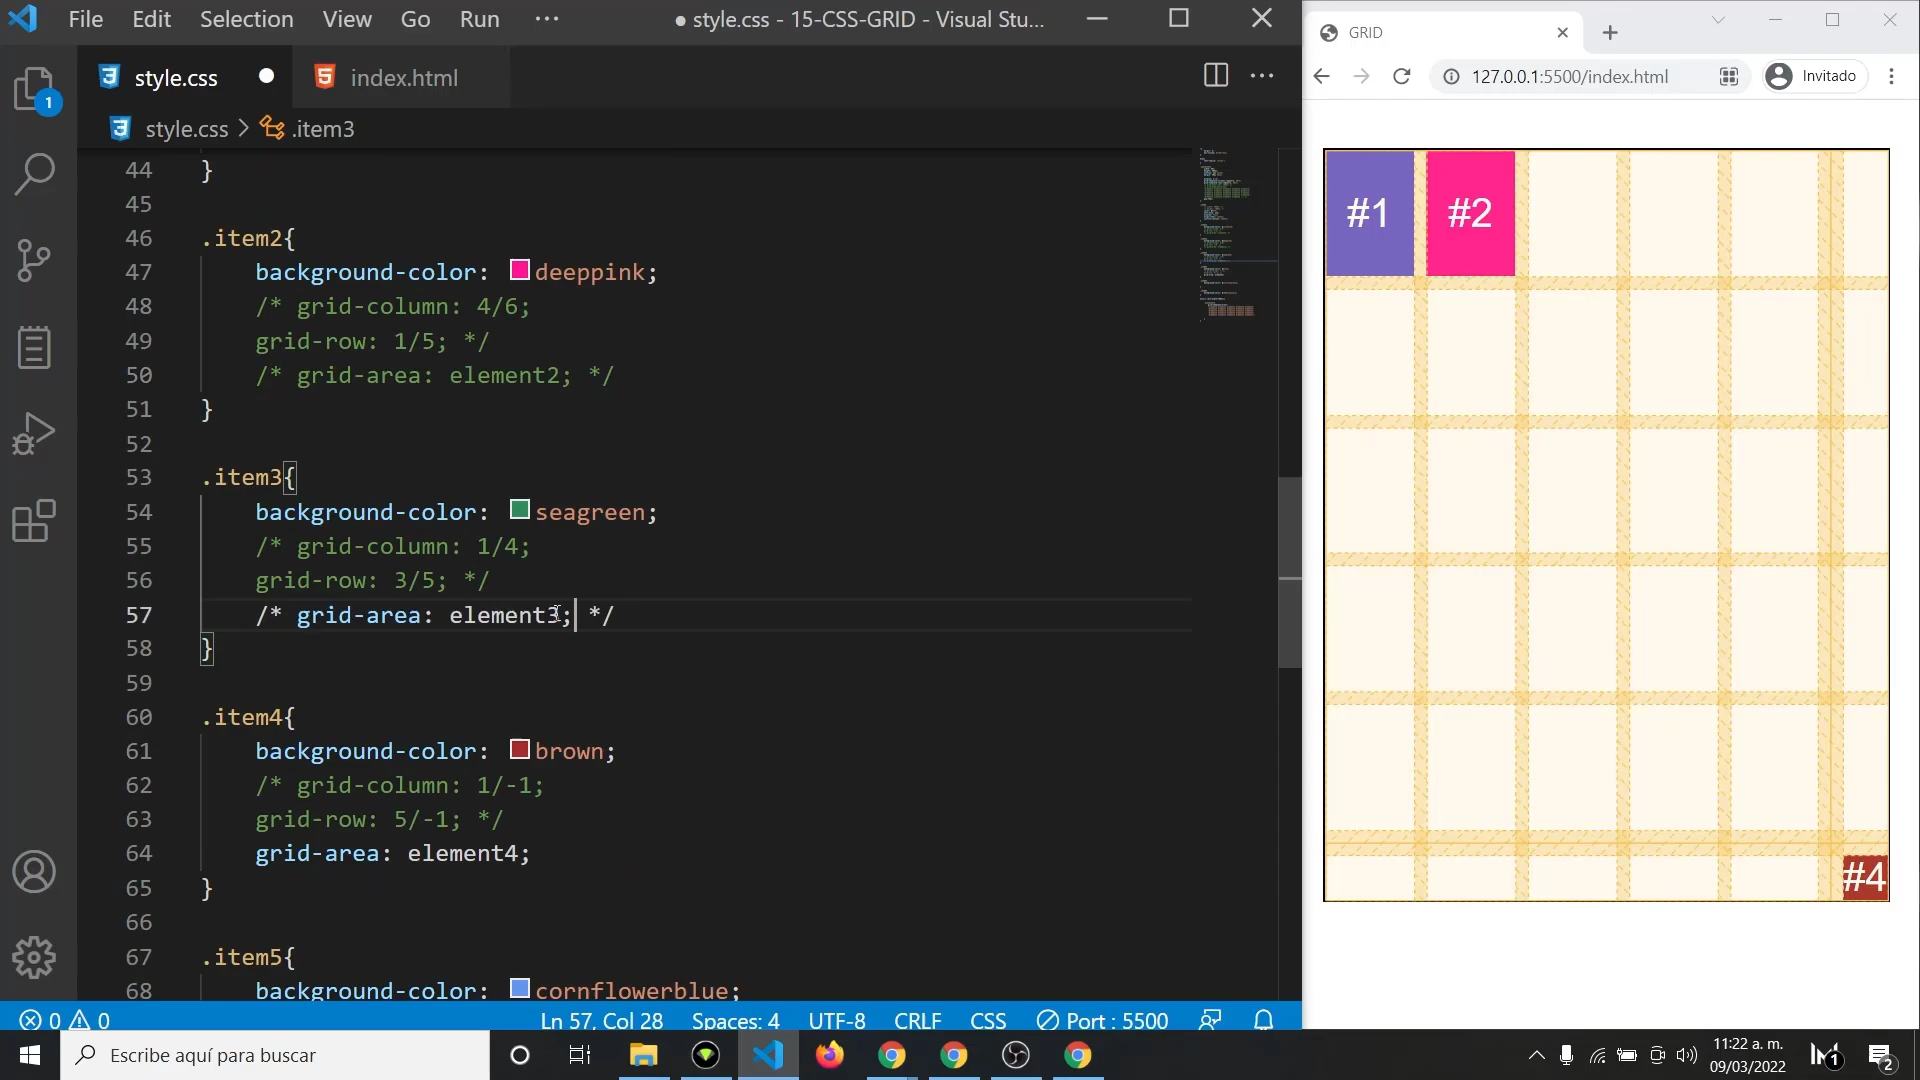 File Edit Selection View Go Run ··· ● style.css - 15-CSS-GRID - Visual Stu...
style.css ● index.html
style.css > .item3
44 }
45
46 .item2{
47 background-color: deeppink;
48 /* grid-column: 4/6;
49 grid-row: 1/5; */
50 /* grid-area: element2; */
51 }
52
53 .item3{
54 background-color: seagreen;
55 /* grid-column: 1/4;
56 grid-row: 3/5; */
57 /* grid-area: element3; */
58 }
59
60 .item4{
61 background-color: brown;
62 /* grid-column: 1/-1;
63 grid-row: 5/-1; */
64 grid-area: element4;
65 }
66
67 .item5{
68 background-color: cornflowerblue;
1
0 0 Ln 57, Col 28 Spaces: 4 UTF-8 CRLF CSS Port : 5500
GRID
127.0.0.1:5500/index.html Invitado
#1 #2
#4
Escribe aquí para buscar
11:22 a. m.
09/03/2022
1
2